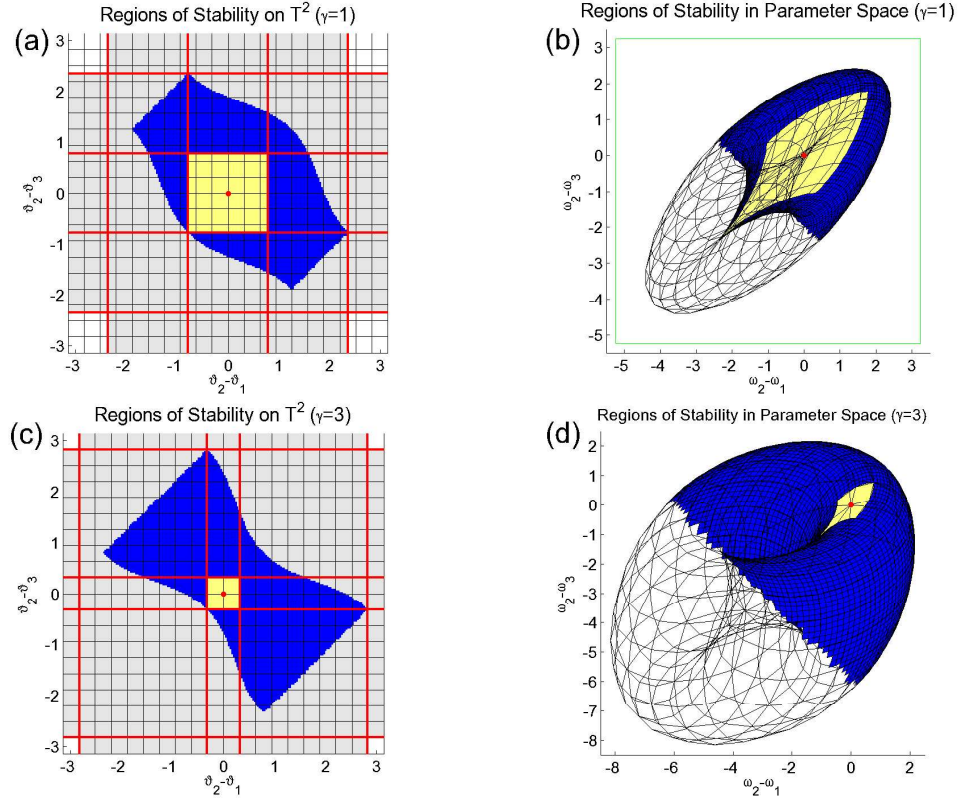 Regions of Stability on T² (γ=1)
(a)
3
2
1
0
-1
-2
-3
ϑ₂-ϑ₃
-3 -2 -1 0 1 2 3
ϑ₂-ϑ₁
Regions of Stability in Parameter Space (γ=1)
(b)
3
2
1
0
-1
-2
-3
-4
-5
ω₂-ω₃
-5 -4 -3 -2 -1 0 1 2 3
ω₂-ω₁
Regions of Stability on T² (γ=3)
(c)
3
2
1
0
-1
-2
-3
ϑ₂-ϑ₃
-3 -2 -1 0 1 2 3
ϑ₂-ϑ₁
Regions of Stability in Parameter Space (γ=3)
(d)
2
1
0
-1
-2
-3
-4
-5
-6
-7
-8
ω₂-ω₃
-8 -6 -4 -2 0 2
ω₂-ω₁